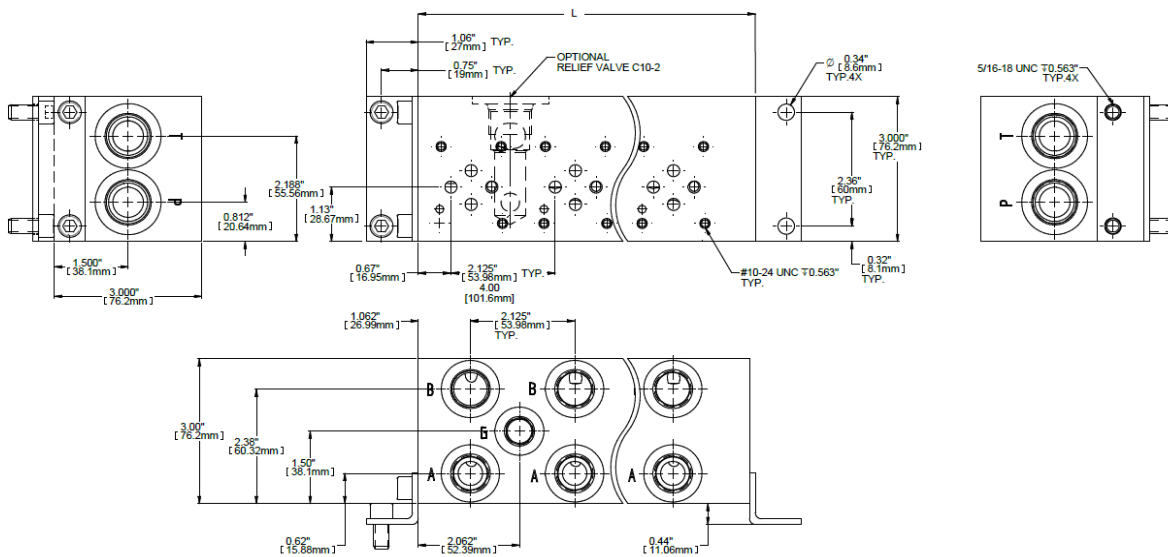 L
1.06"
[27mm] TYP.
0.75"
[19mm] TYP.
OPTIONAL
RELIEF VALVE C10-2
Ø 0.34"
[8.6mm]
TYP.4X
5/16-18 UNC ↧0.563"
TYP.4X
T
P
2.188"
[55.56mm]
0.812"
[20.64mm]
1.500"
[38.1mm]
3.000"
[76.2mm]
1.13"
[28.67mm]
0.67"
[16.95mm]
2.125"
[53.98mm] TYP.
4.00
[101.6mm]
#10-24 UNC ↧0.563"
TYP.
3.000"
[76.2mm]
TYP.
2.36"
[60mm]
TYP.
0.32"
[8.1mm]
TYP.
T
P
1.062"
[26.99mm]
2.125"
[53.98mm]
TYP.
B
B
G
A
A
A
3.00"
[76.2mm]
2.38"
[60.32mm]
1.50"
[38.1mm]
0.62"
[15.88mm]
2.062"
[52.39mm]
0.44"
[11.06mm]